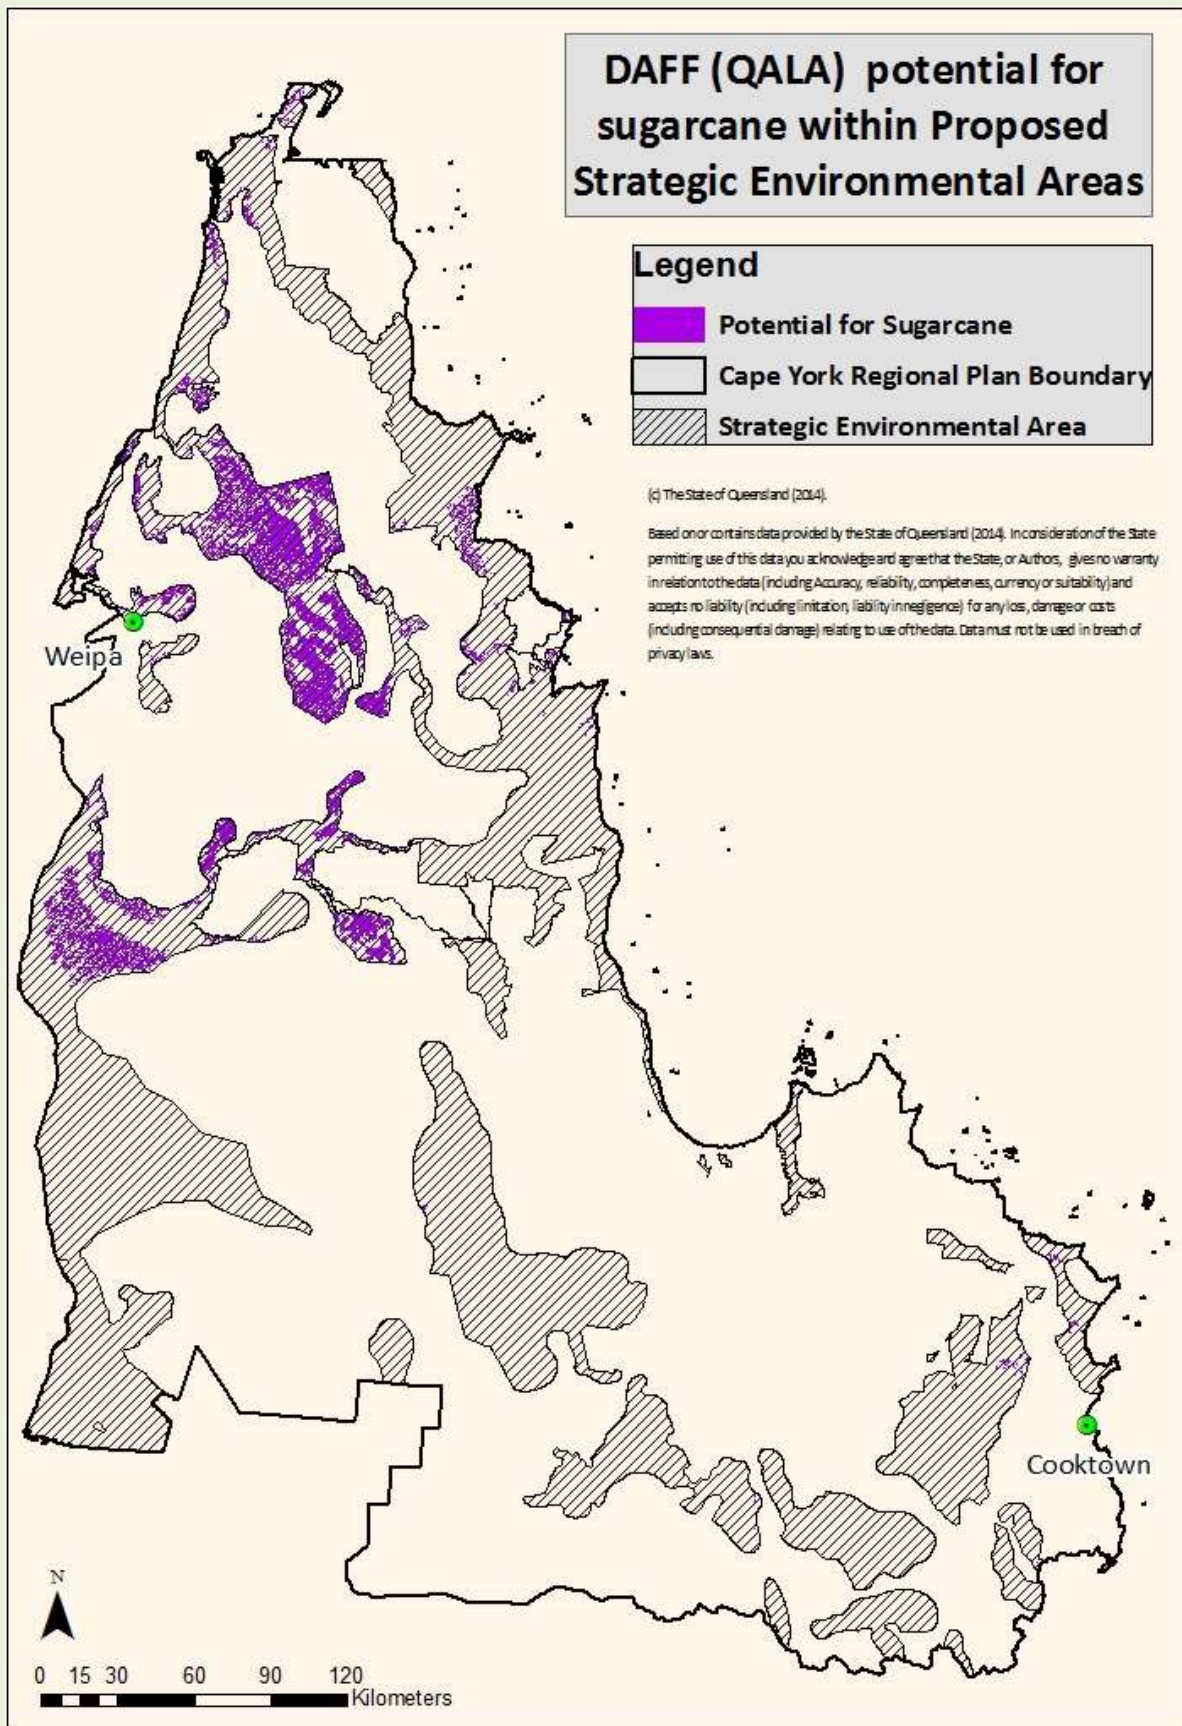 DAFF (QALA) potential for
sugarcane within Proposed
Strategic Environmental Areas
Legend
Potential for Sugarcane
Cape York Regional Plan Boundary
Strategic Environmental Area
(c) The State of Queensland (2014).
Based on or contains data provided by the State of Queensland (2014). In consideration of the State
permitting use of this data you acknowledge and agree that the State, or Authors, gives no warranty
in relation to the data (including Accuracy, reliability, completeness, currency or suitability) and
accepts no liability (including limitation, liability in negligence) for any loss, damage or costs
(including consequential damage) relating to use of the data. Data must not be used in breach of
privacy laws.
Weipa
Cooktown
N
0 15 30 60 90 120
Kilometers